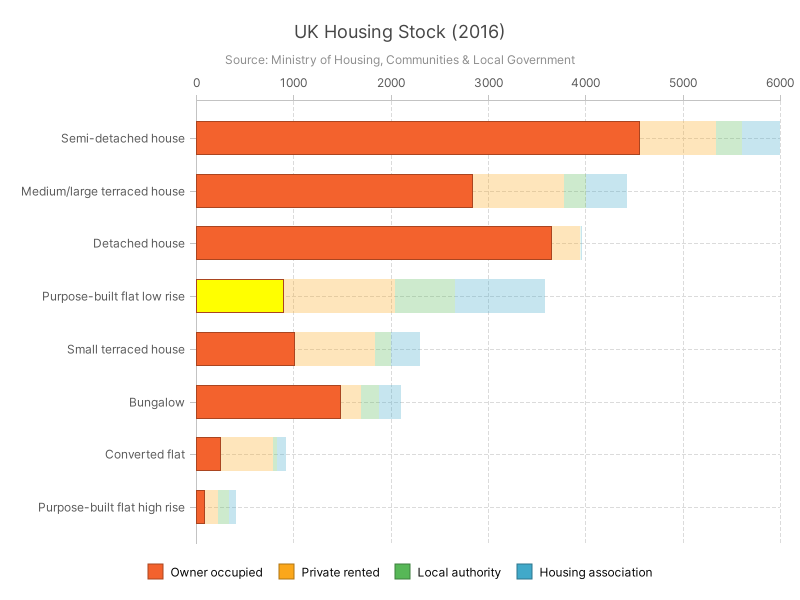 UK Housing Stock (2016)
Source: Ministry of Housing, Communities & Local Government
0 1000 2000 3000 4000 5000 6000
Semi-detached house
Medium/large terraced house
Detached house
Purpose-built flat low rise
Small terraced house
Bungalow
Converted flat
Purpose-built flat high rise
Owner occupied Private rented Local authority Housing association